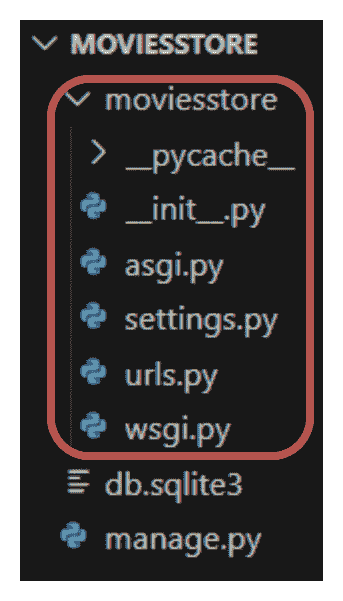 MOVIESSTORE
moviesstore
__pycache__
__init__.py
asgi.py
settings.py
urls.py
wsgi.py
db.sqlite3
manage.py